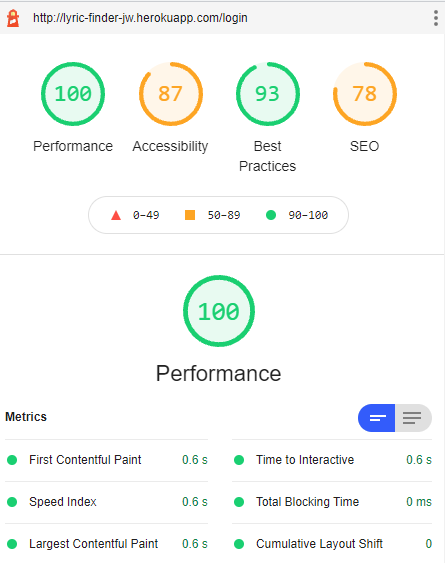 http://lyric-finder-jw.herokuapp.com/login
100 87 93 78
Performance Accessibility Best Practices SEO
0–49 50–89 90–100
100
Performance
Metrics
First Contentful Paint 0.6 s
Time to Interactive 0.6 s
Speed Index 0.6 s
Total Blocking Time 0 ms
Largest Contentful Paint 0.6 s
Cumulative Layout Shift 0